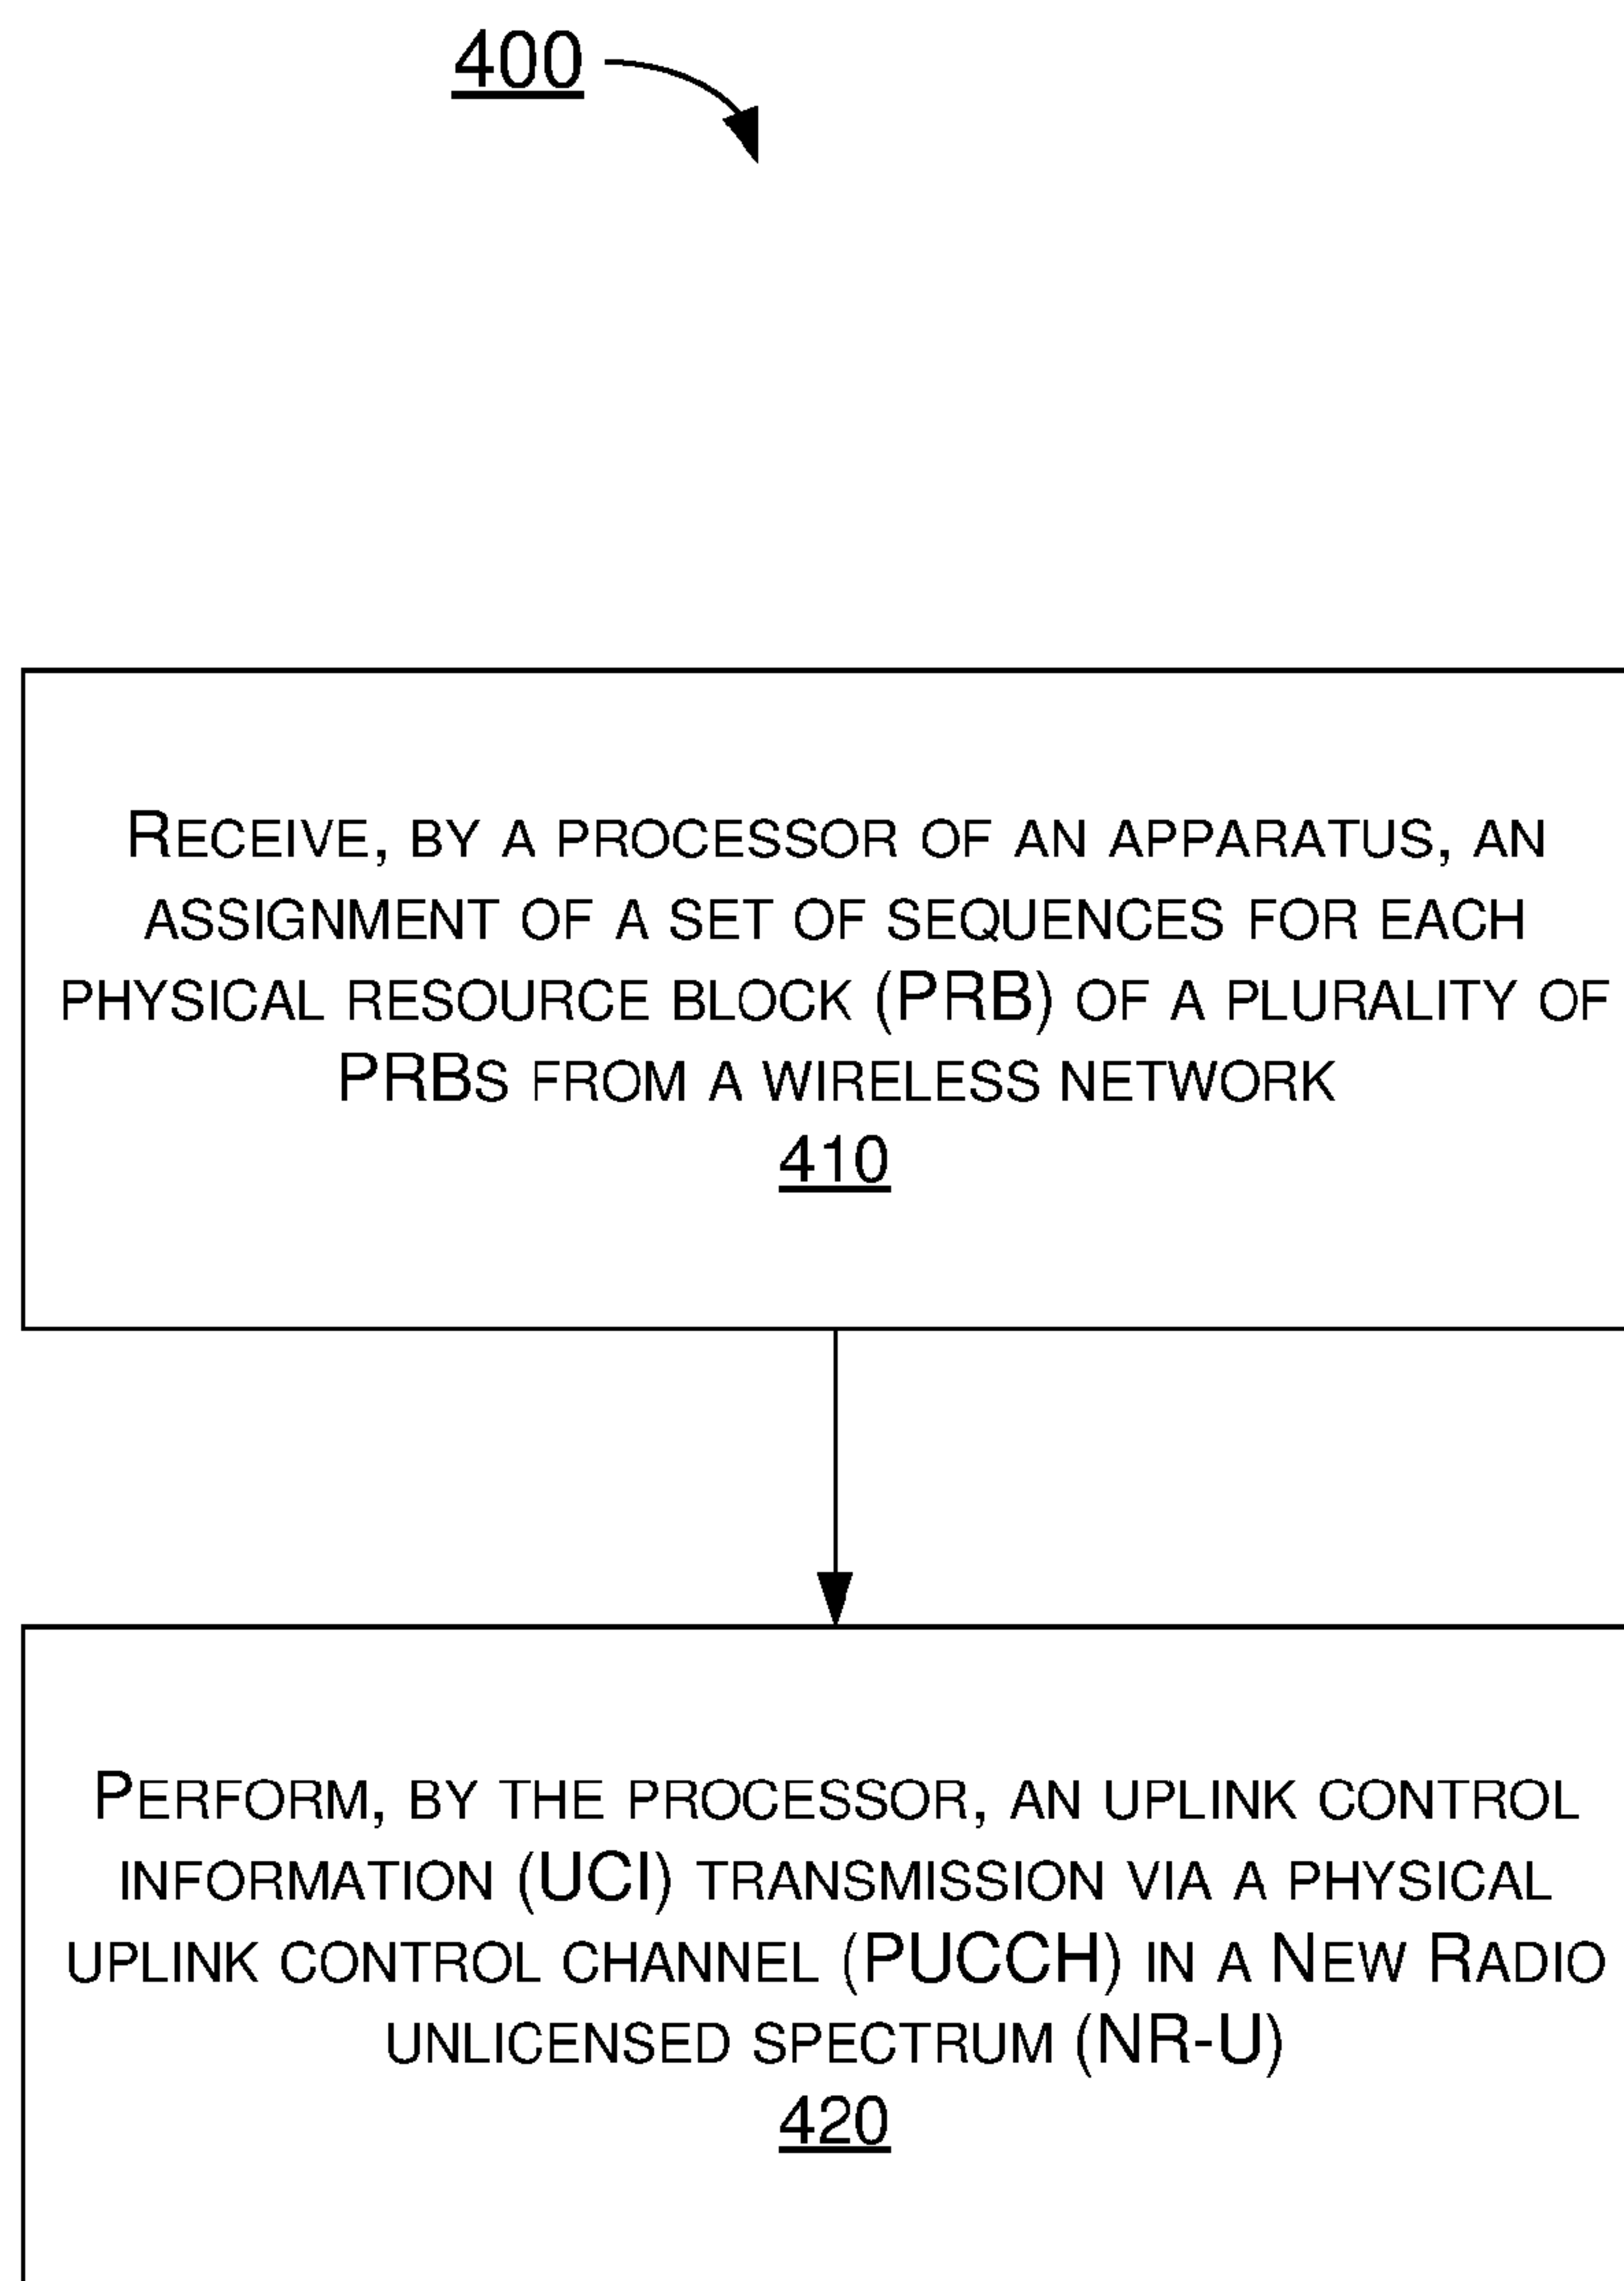 400
RECEIVE, BY A PROCESSOR OF AN APPARATUS, AN
ASSIGNMENT OF A SET OF SEQUENCES FOR EACH
PHYSICAL RESOURCE BLOCK (PRB) OF A PLURALITY OF
PRBS FROM A WIRELESS NETWORK
410
PERFORM, BY THE PROCESSOR, AN UPLINK CONTROL
INFORMATION (UCI) TRANSMISSION VIA A PHYSICAL
UPLINK CONTROL CHANNEL (PUCCH) IN A NEW RADIO
UNLICENSED SPECTRUM (NR-U)
420